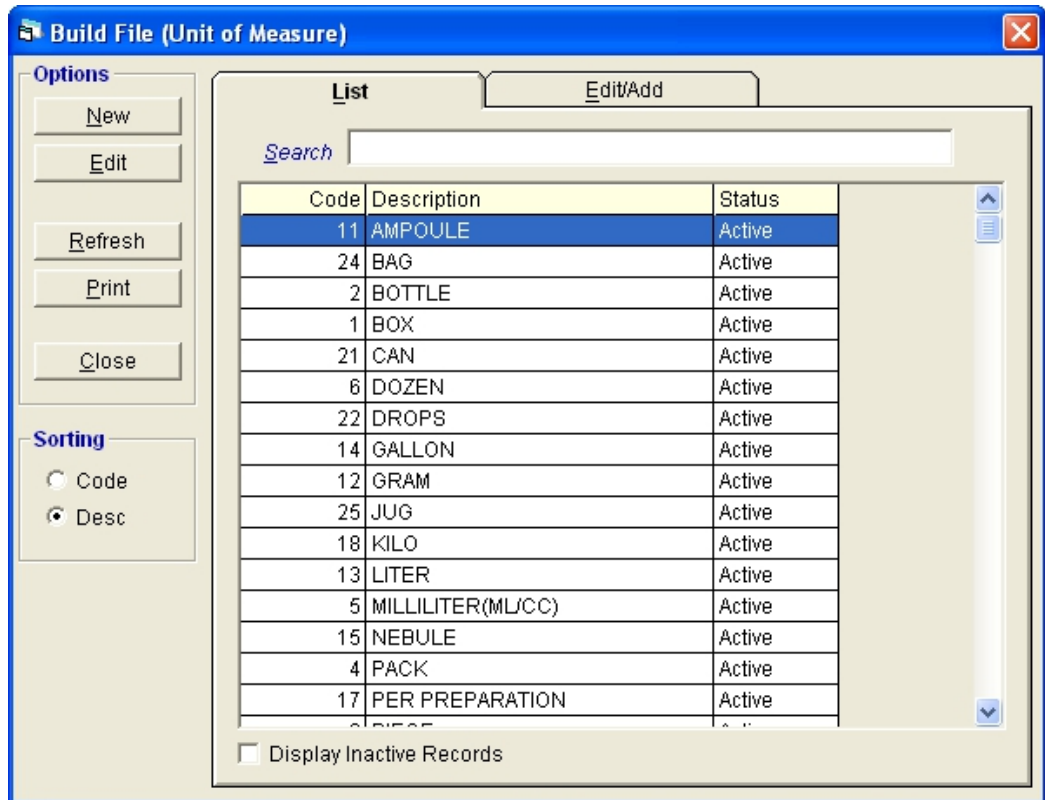 Build File (Unit of Measure)
Options
New
Edit
Refresh
Print
Close
Sorting
Code
Desc
List Edit/Add
Search
Code Description Status
11 AMPOULE Active
24 BAG Active
2 BOTTLE Active
1 BOX Active
21 CAN Active
6 DOZEN Active
22 DROPS Active
14 GALLON Active
12 GRAM Active
25 JUG Active
18 KILO Active
13 LITER Active
5 MILLILITER(ML/CC) Active
15 NEBULE Active
4 PACK Active
17 PER PREPARATION Active
Display Inactive Records